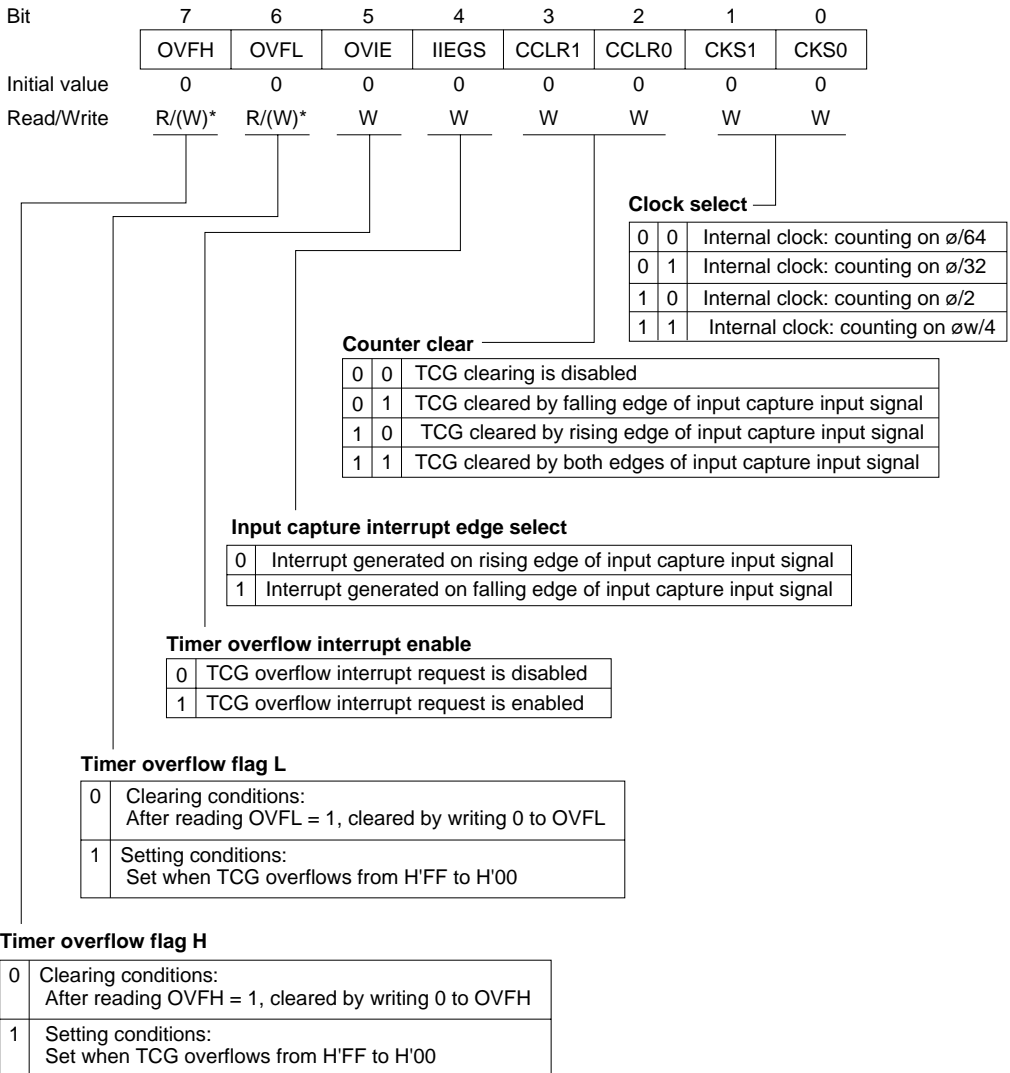 Bit 7 6 5 4 3 2 1 0
OVFH OVFL OVIE IIEGS CCLR1 CCLR0 CKS1 CKS0
Initial value 0 0 0 0 0 0 0 0
Read/Write R/(W)* R/(W)* W W W W W W
Clock select
0 0 Internal clock: counting on ø/64
0 1 Internal clock: counting on ø/32
1 0 Internal clock: counting on ø/2
1 1 Internal clock: counting on øw/4
Counter clear
0 0 TCG clearing is disabled
0 1 TCG cleared by falling edge of input capture input signal
1 0 TCG cleared by rising edge of input capture input signal
1 1 TCG cleared by both edges of input capture input signal
Input capture interrupt edge select
0 Interrupt generated on rising edge of input capture input signal
1 Interrupt generated on falling edge of input capture input signal
Timer overflow interrupt enable
0 TCG overflow interrupt request is disabled
1 TCG overflow interrupt request is enabled
Timer overflow flag L
0 Clearing conditions:
After reading OVFL = 1, cleared by writing 0 to OVFL
1 Setting conditions:
Set when TCG overflows from H'FF to H'00
Timer overflow flag H
0 Clearing conditions:
After reading OVFH = 1, cleared by writing 0 to OVFH
1 Setting conditions:
Set when TCG overflows from H'FF to H'00